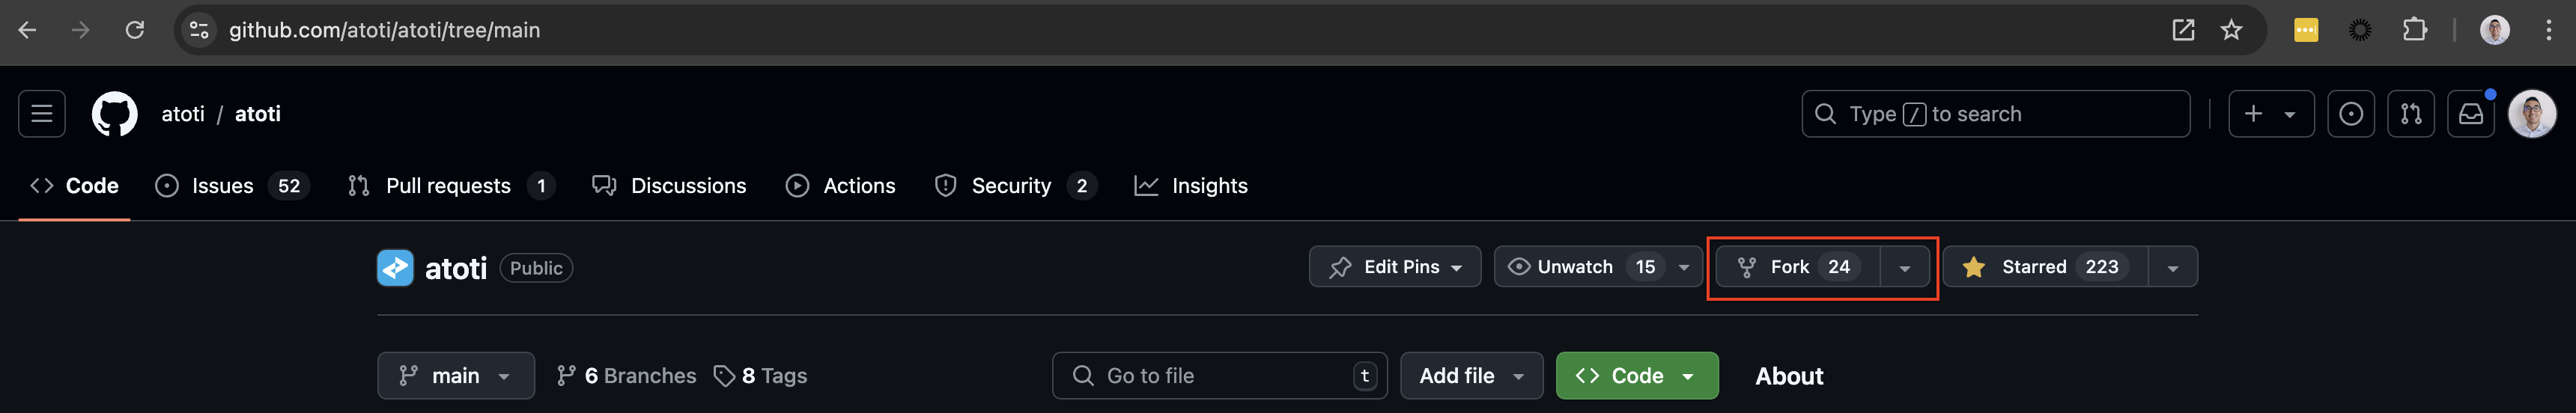 github.com/atoti/atoti/tree/main
atoti / atoti
Type / to search
Code Issues 52 Pull requests 1 Discussions Actions Security 2 Insights
atoti Public Edit Pins Unwatch 15 Fork 24 Starred 223
main 6 Branches 8 Tags Go to file t Add file Code About